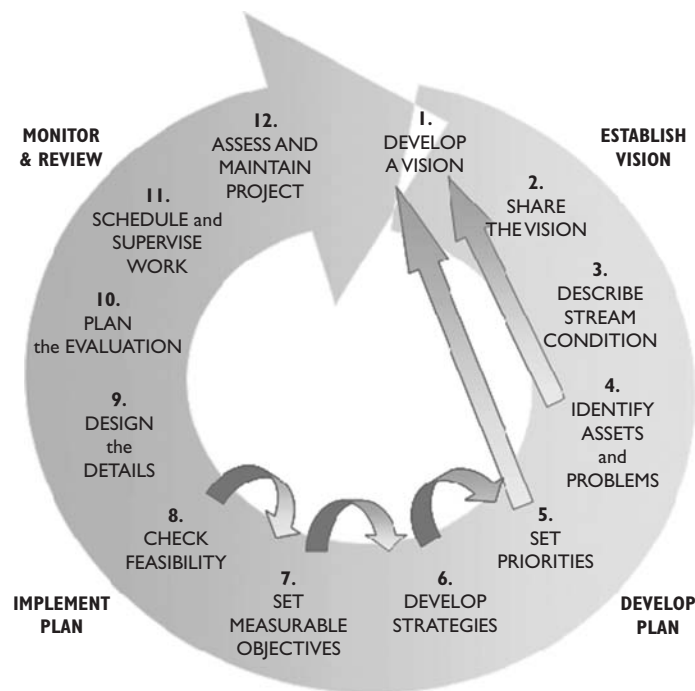 1.
DEVELOP
A VISION
ESTABLISH
VISION
2.
SHARE
THE VISION
3.
DESCRIBE
STREAM
CONDITION
4.
IDENTIFY
ASSETS
and
PROBLEMS
5.
SET
PRIORITIES
DEVELOP
PLAN
6.
DEVELOP
STRATEGIES
7.
SET
MEASURABLE
OBJECTIVES
8.
CHECK
FEASIBILITY
IMPLEMENT
PLAN
9.
DESIGN
the
DETAILS
10.
PLAN
the EVALUATION
11.
SCHEDULE and
SUPERVISE
WORK
MONITOR
& REVIEW
12.
ASSESS AND
MAINTAIN
PROJECT